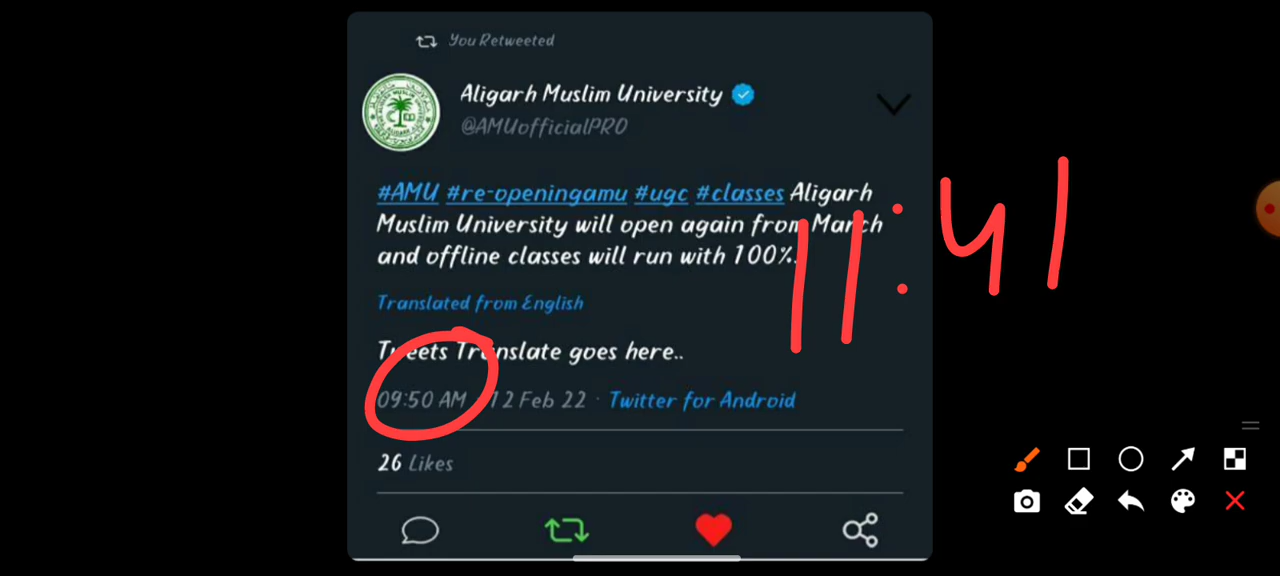 You Retweeted
Aligarh Muslim University
@AMUofficialPRO
#AMU #re-openingamu #ugc #classes Aligarh
Muslim University will open again from March
and offline classes will run with 100%.
11:41
Translated from English
Tweets Translate goes here..
09:50 AM · 12 Feb 22 · Twitter for Android
26 Likes